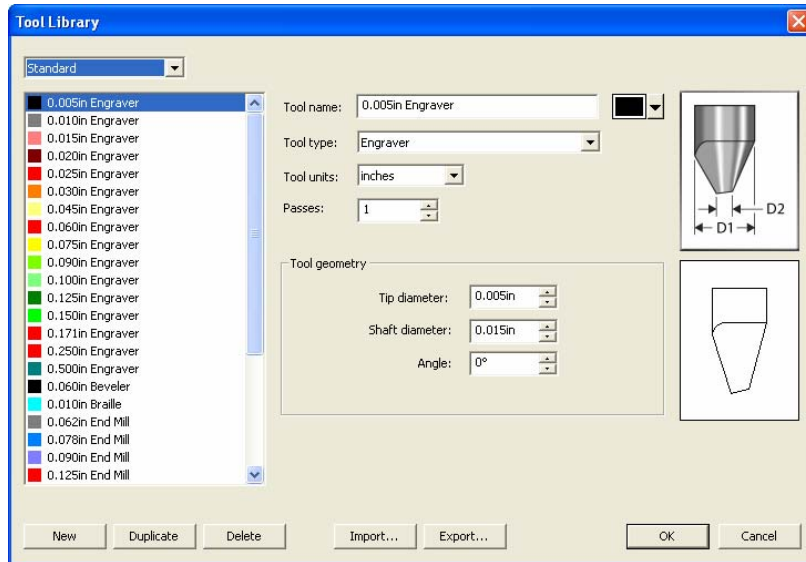 Tool Library
Standard
0.005in Engraver
0.010in Engraver
0.015in Engraver
0.020in Engraver
0.025in Engraver
0.030in Engraver
0.045in Engraver
0.060in Engraver
0.075in Engraver
0.090in Engraver
0.100in Engraver
0.125in Engraver
0.150in Engraver
0.171in Engraver
0.250in Engraver
0.500in Engraver
0.060in Beveler
0.010in Braille
0.062in End Mill
0.078in End Mill
0.090in End Mill
0.125in End Mill
Tool name: 0.005in Engraver
Tool type: Engraver
Tool units: inches
Passes: 1
D2
D1
Tool geometry
Tip diameter: 0.005in
Shaft diameter: 0.015in
Angle: 0°
New Duplicate Delete Import... Export... OK Cancel